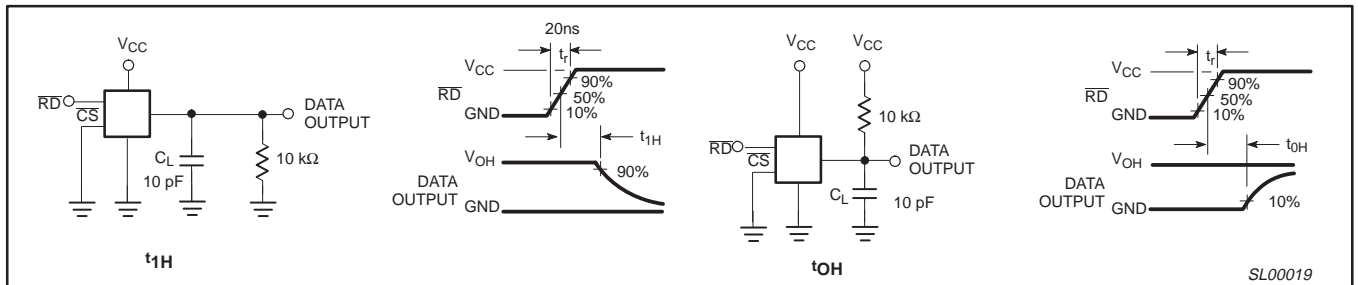 VCC
RD
CS
DATA OUTPUT
CL
10 pF
10 kΩ
t1H
20ns
tr
VCC
90%
RD
50%
10%
GND
t1H
VOH
90%
DATA OUTPUT
GND
VCC
VCC
10 kΩ
RD
CS
DATA OUTPUT
CL
10 pF
tOH
tr
VCC
90%
RD
50%
10%
GND
t0H
VOH
DATA OUTPUT
GND
10%
SL00019